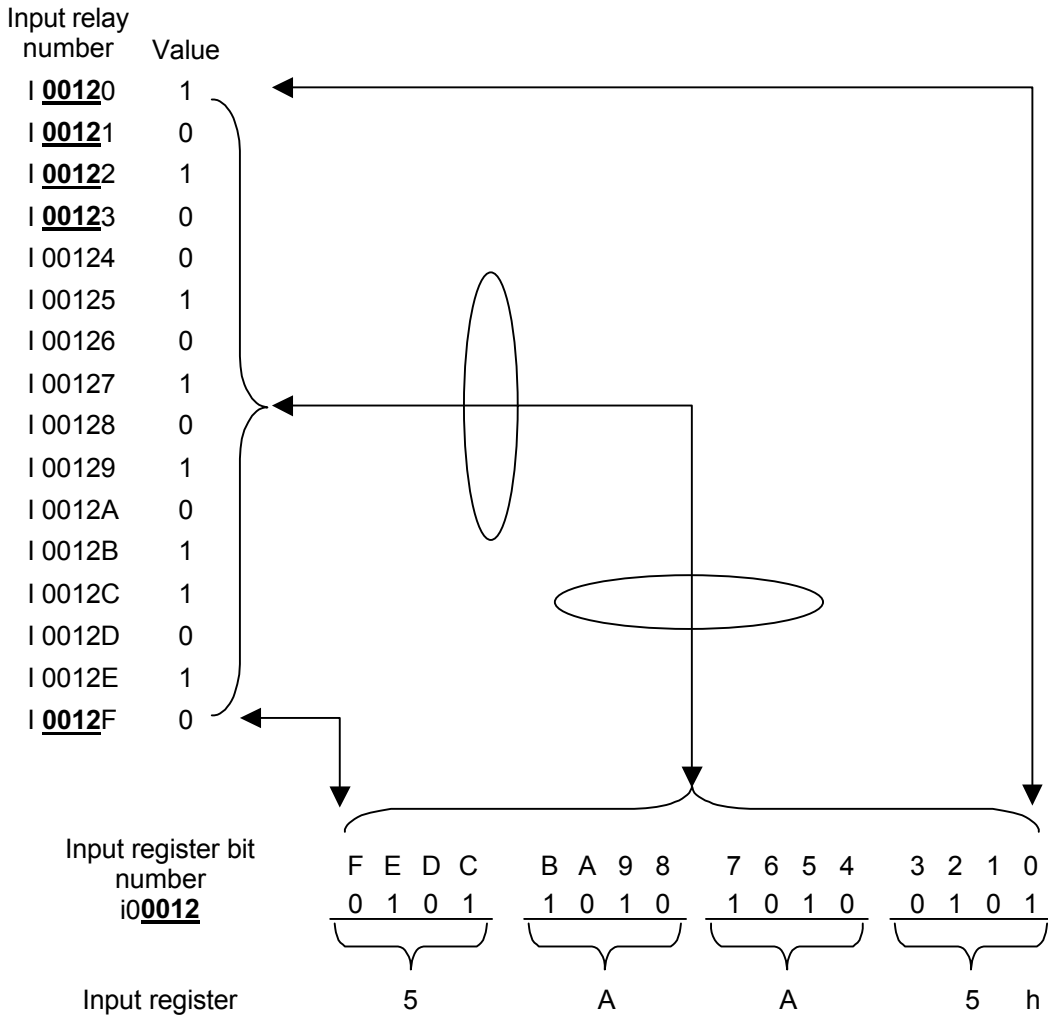 Input relay
number Value
I 00120 1
I 00121 0
I 00122 1
I 00123 0
I 00124 0
I 00125 1
I 00126 0
I 00127 1
I 00128 0
I 00129 1
I 0012A 0
I 0012B 1
I 0012C 1
I 0012D 0
I 0012E 1
I 0012F 0
Input register bit
number
i00012
F E D C B A 9 8 7 6 5 4 3 2 1 0
0 1 0 1 1 0 1 0 1 0 1 0 0 1 0 1
Input register 5 A A 5 h